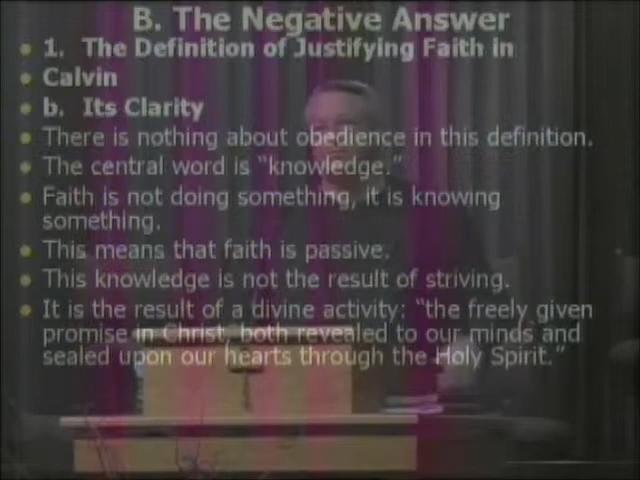 B. The Negative Answer
1. The Definition of Justifying Faith in
Calvin
b. Its Clarity
There is nothing about obedience in this definition.
The central word is “knowledge.”
Faith is not doing something, it is knowing
something.
This means that faith is passive.
This knowledge is not the result of striving.
It is the result of a divine activity: “the freely given
promise in Christ, both revealed to our minds and
sealed upon our hearts through the Holy Spirit.”